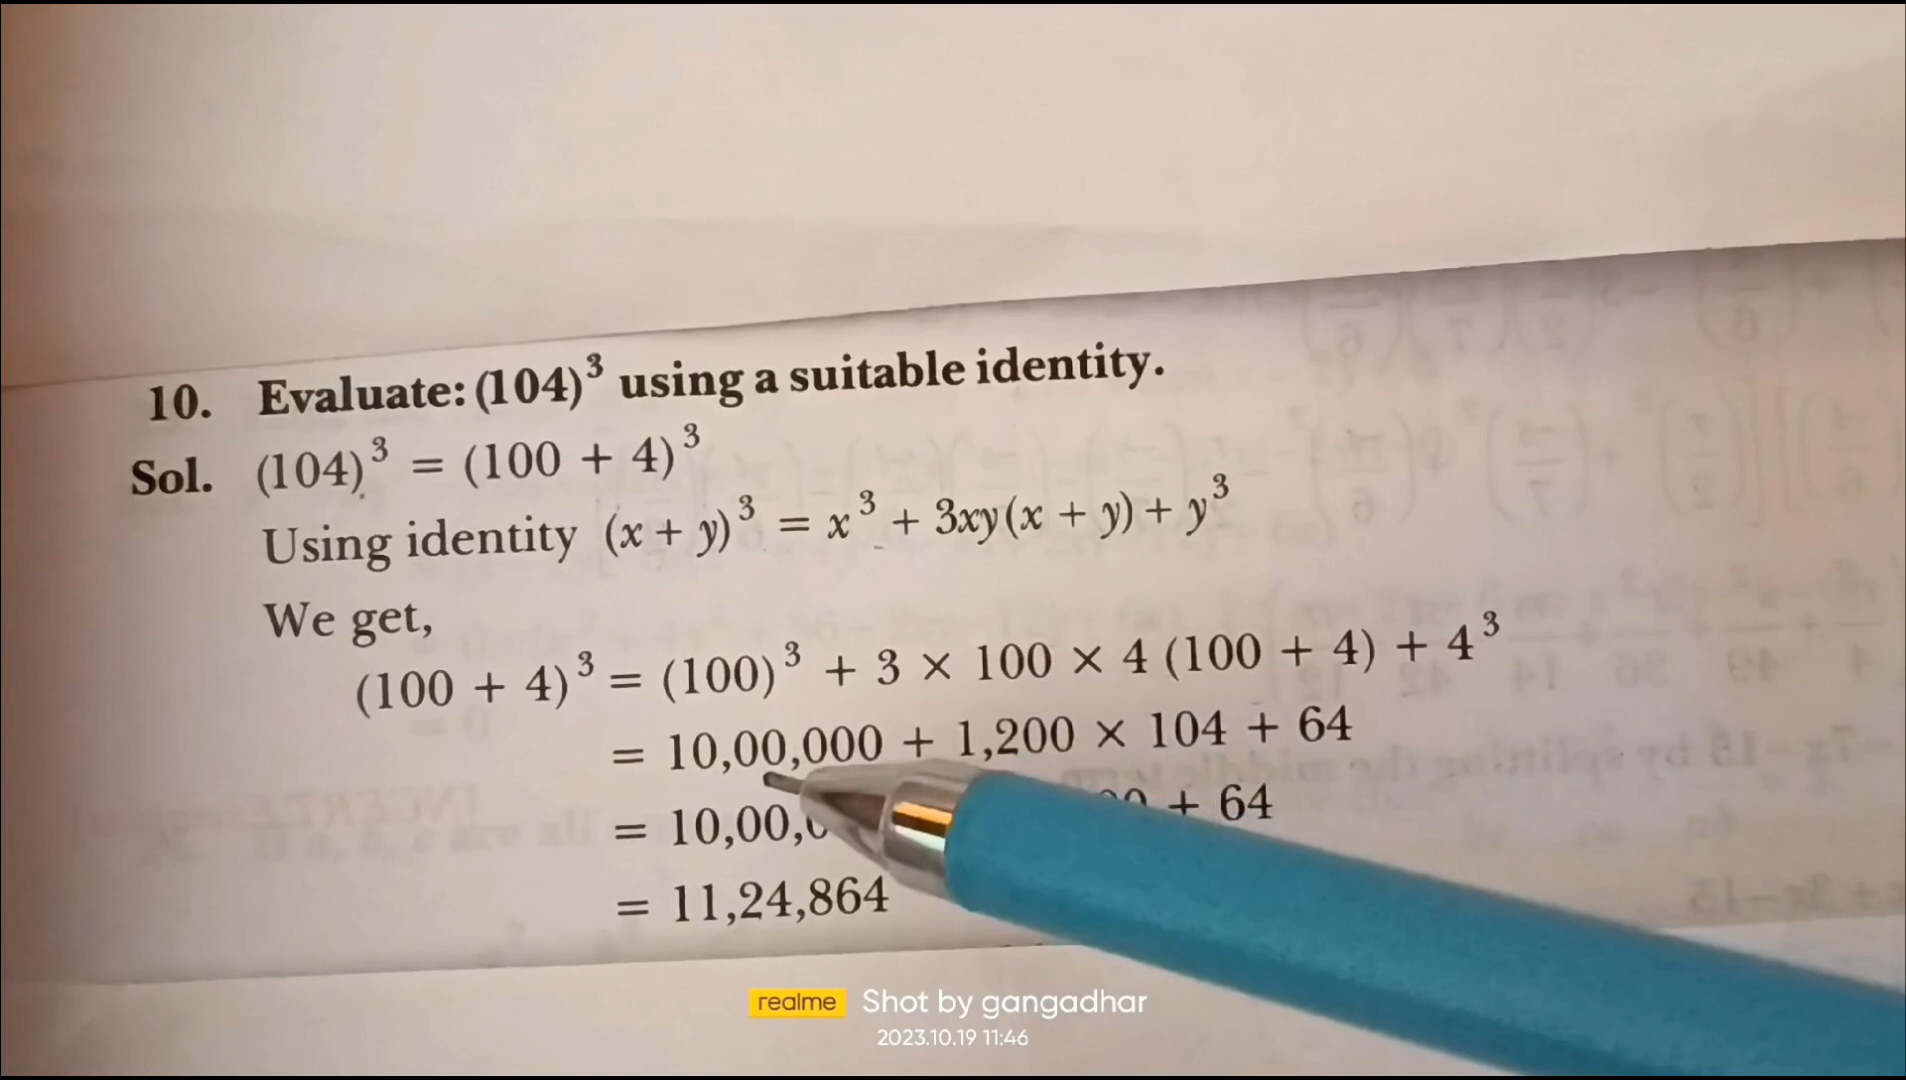 10. Evaluate: (104)³ using a suitable identity.
Sol. (104)³ = (100 + 4)³
Using identity (x + y)³ = x³ + 3xy(x + y) + y³
We get,
(100 + 4)³ = (100)³ + 3 × 100 × 4 (100 + 4) + 4³
= 10,00,000 + 1,200 × 104 + 64
= 10,00, + 64
= 11,24,864
realme Shot by gangadhar
2023.10.19 11:46